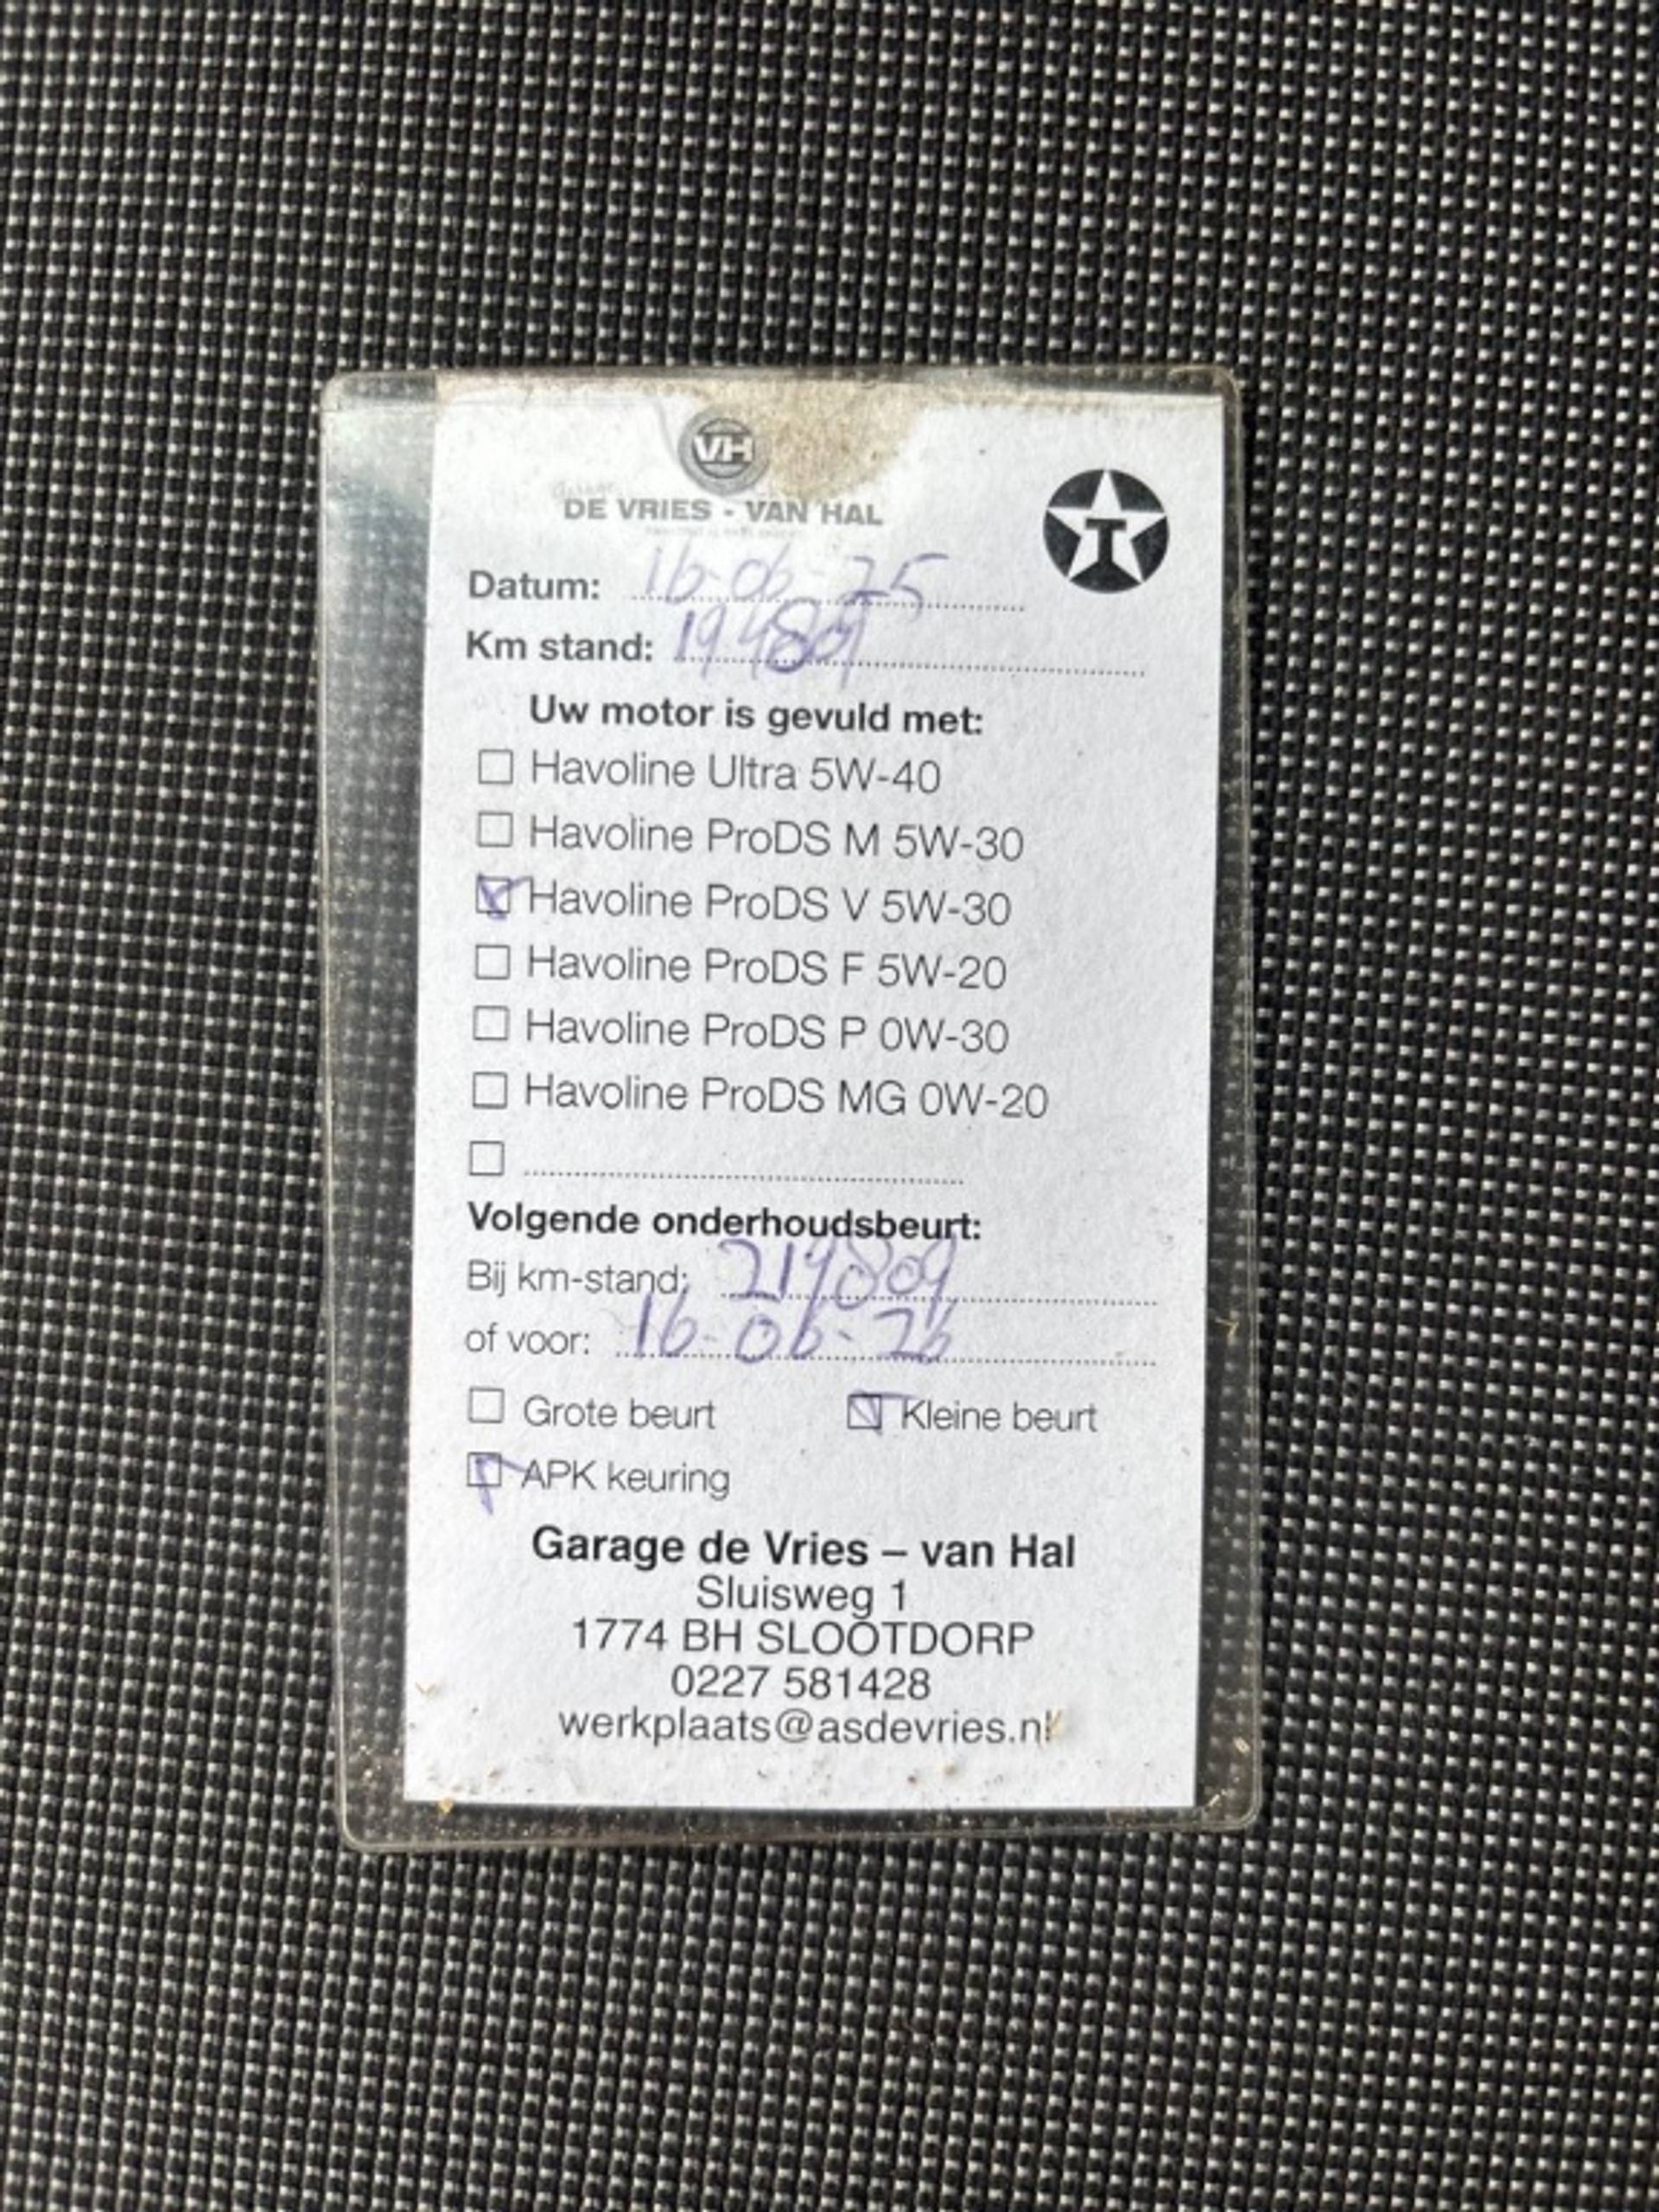 VH
DE VRIES - VAN HAL
T
Datum: 16-06-25
Km stand: 194809
Uw motor is gevuld met:
Havoline Ultra 5W-40
Havoline ProDS M 5W-30
Havoline ProDS V 5W-30
Havoline ProDS F 5W-20
Havoline ProDS P 0W-30
Havoline ProDS MG 0W-20
Volgende onderhoudsbeurt:
Bij km-stand: 214809
of voor: 16-06-26
Grote beurt Kleine beurt
APK keuring
Garage de Vries – van Hal
Sluisweg 1
1774 BH SLOOTDORP
0227 581428
werkplaats@asdevries.nl